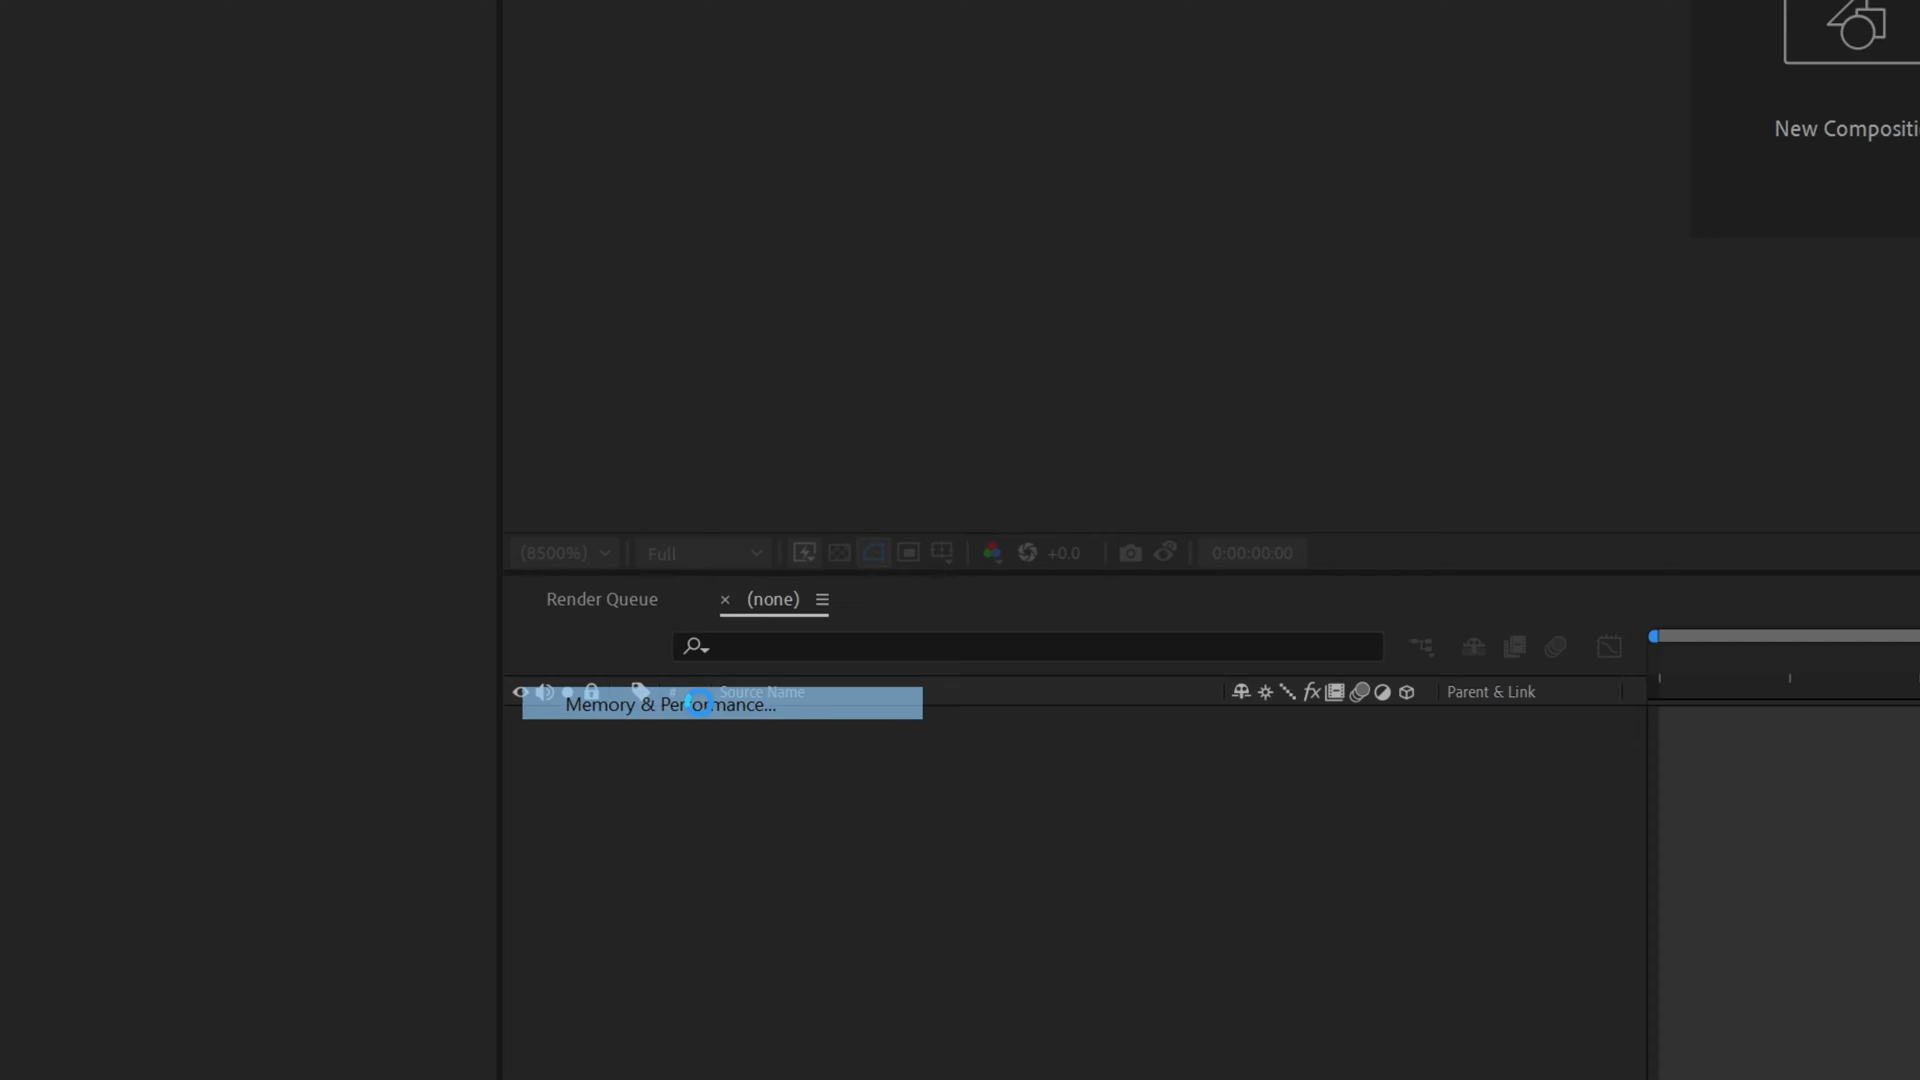 New Compositi
(8500%)
Full
+0.0
0:00:00:00
Render Queue
× (none)
# Source Name
fx
Parent & Link
Memory & Performance...